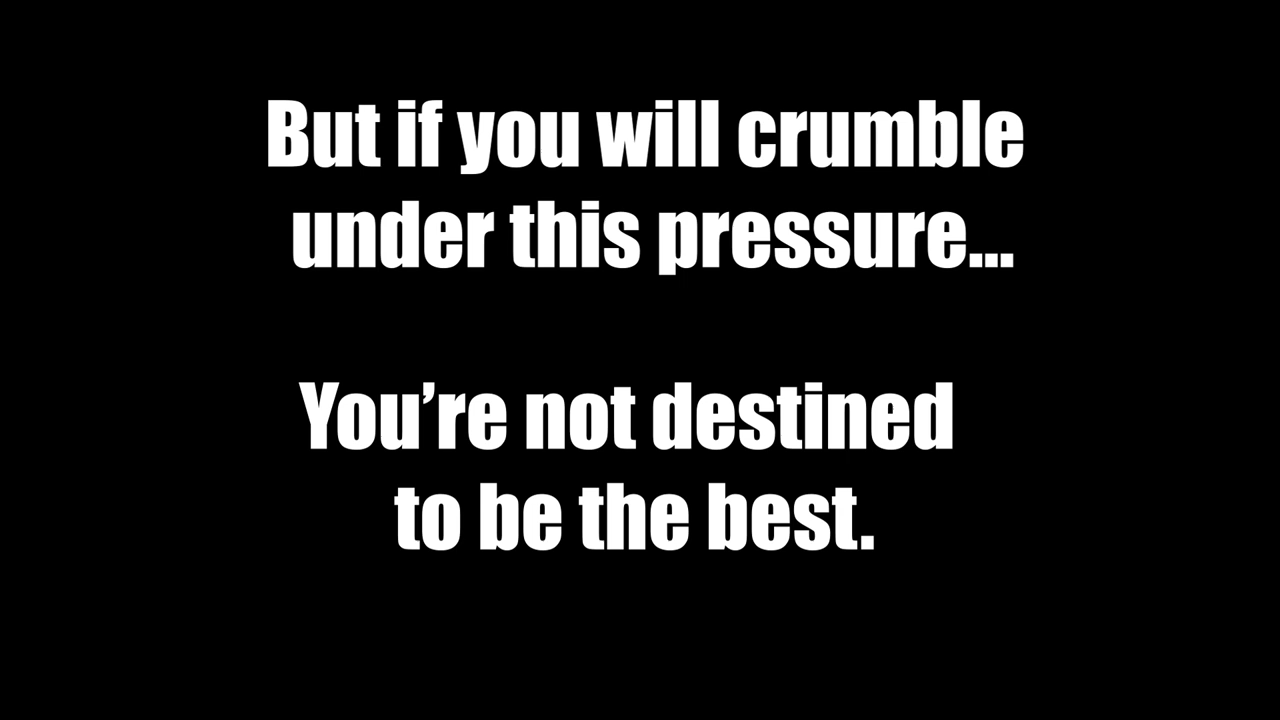 But if you will crumble
under this pressure...
You’re not destined
to be the best.